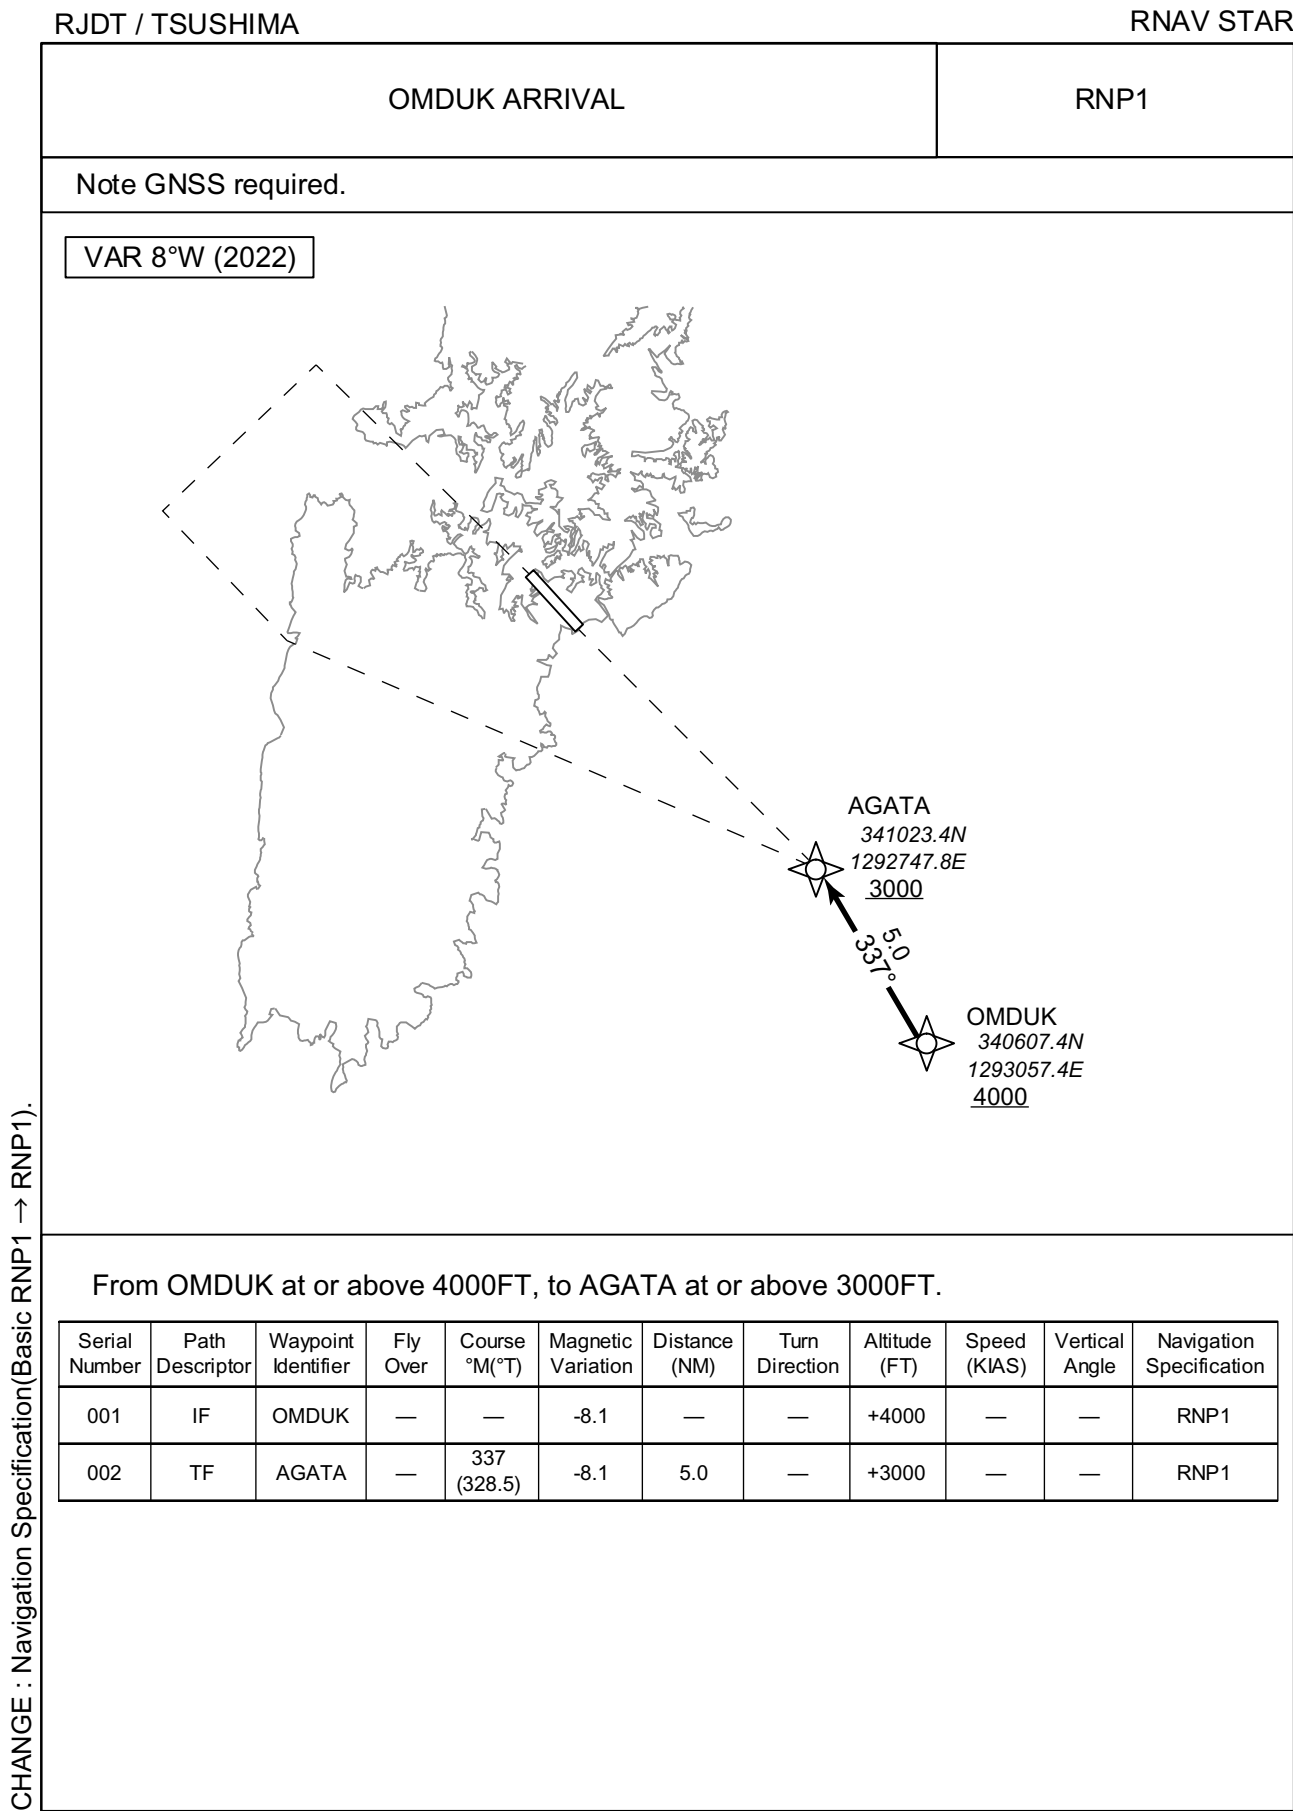 RJDT / TSUSHIMA
RNAV STAR
OMDUK ARRIVAL
RNP1
Note GNSS required.
VAR 8°W (2022)
AGATA
341023.4N
1292747.8E
3000
5.0
337°
OMDUK
340607.4N
1293057.4E
4000
From OMDUK at or above 4000FT, to AGATA at or above 3000FT.
Serial Number Path Descriptor Waypoint Identifier Fly Over Course °M(°T) Magnetic Variation Distance (NM) Turn Direction Altitude (FT) Speed (KIAS) Vertical Angle Navigation Specification
001 IF OMDUK — — -8.1 — — +4000 — — RNP1
002 TF AGATA — 337 (328.5) -8.1 5.0 — +3000 — — RNP1
CHANGE : Navigation Specification(Basic RNP1 → RNP1).